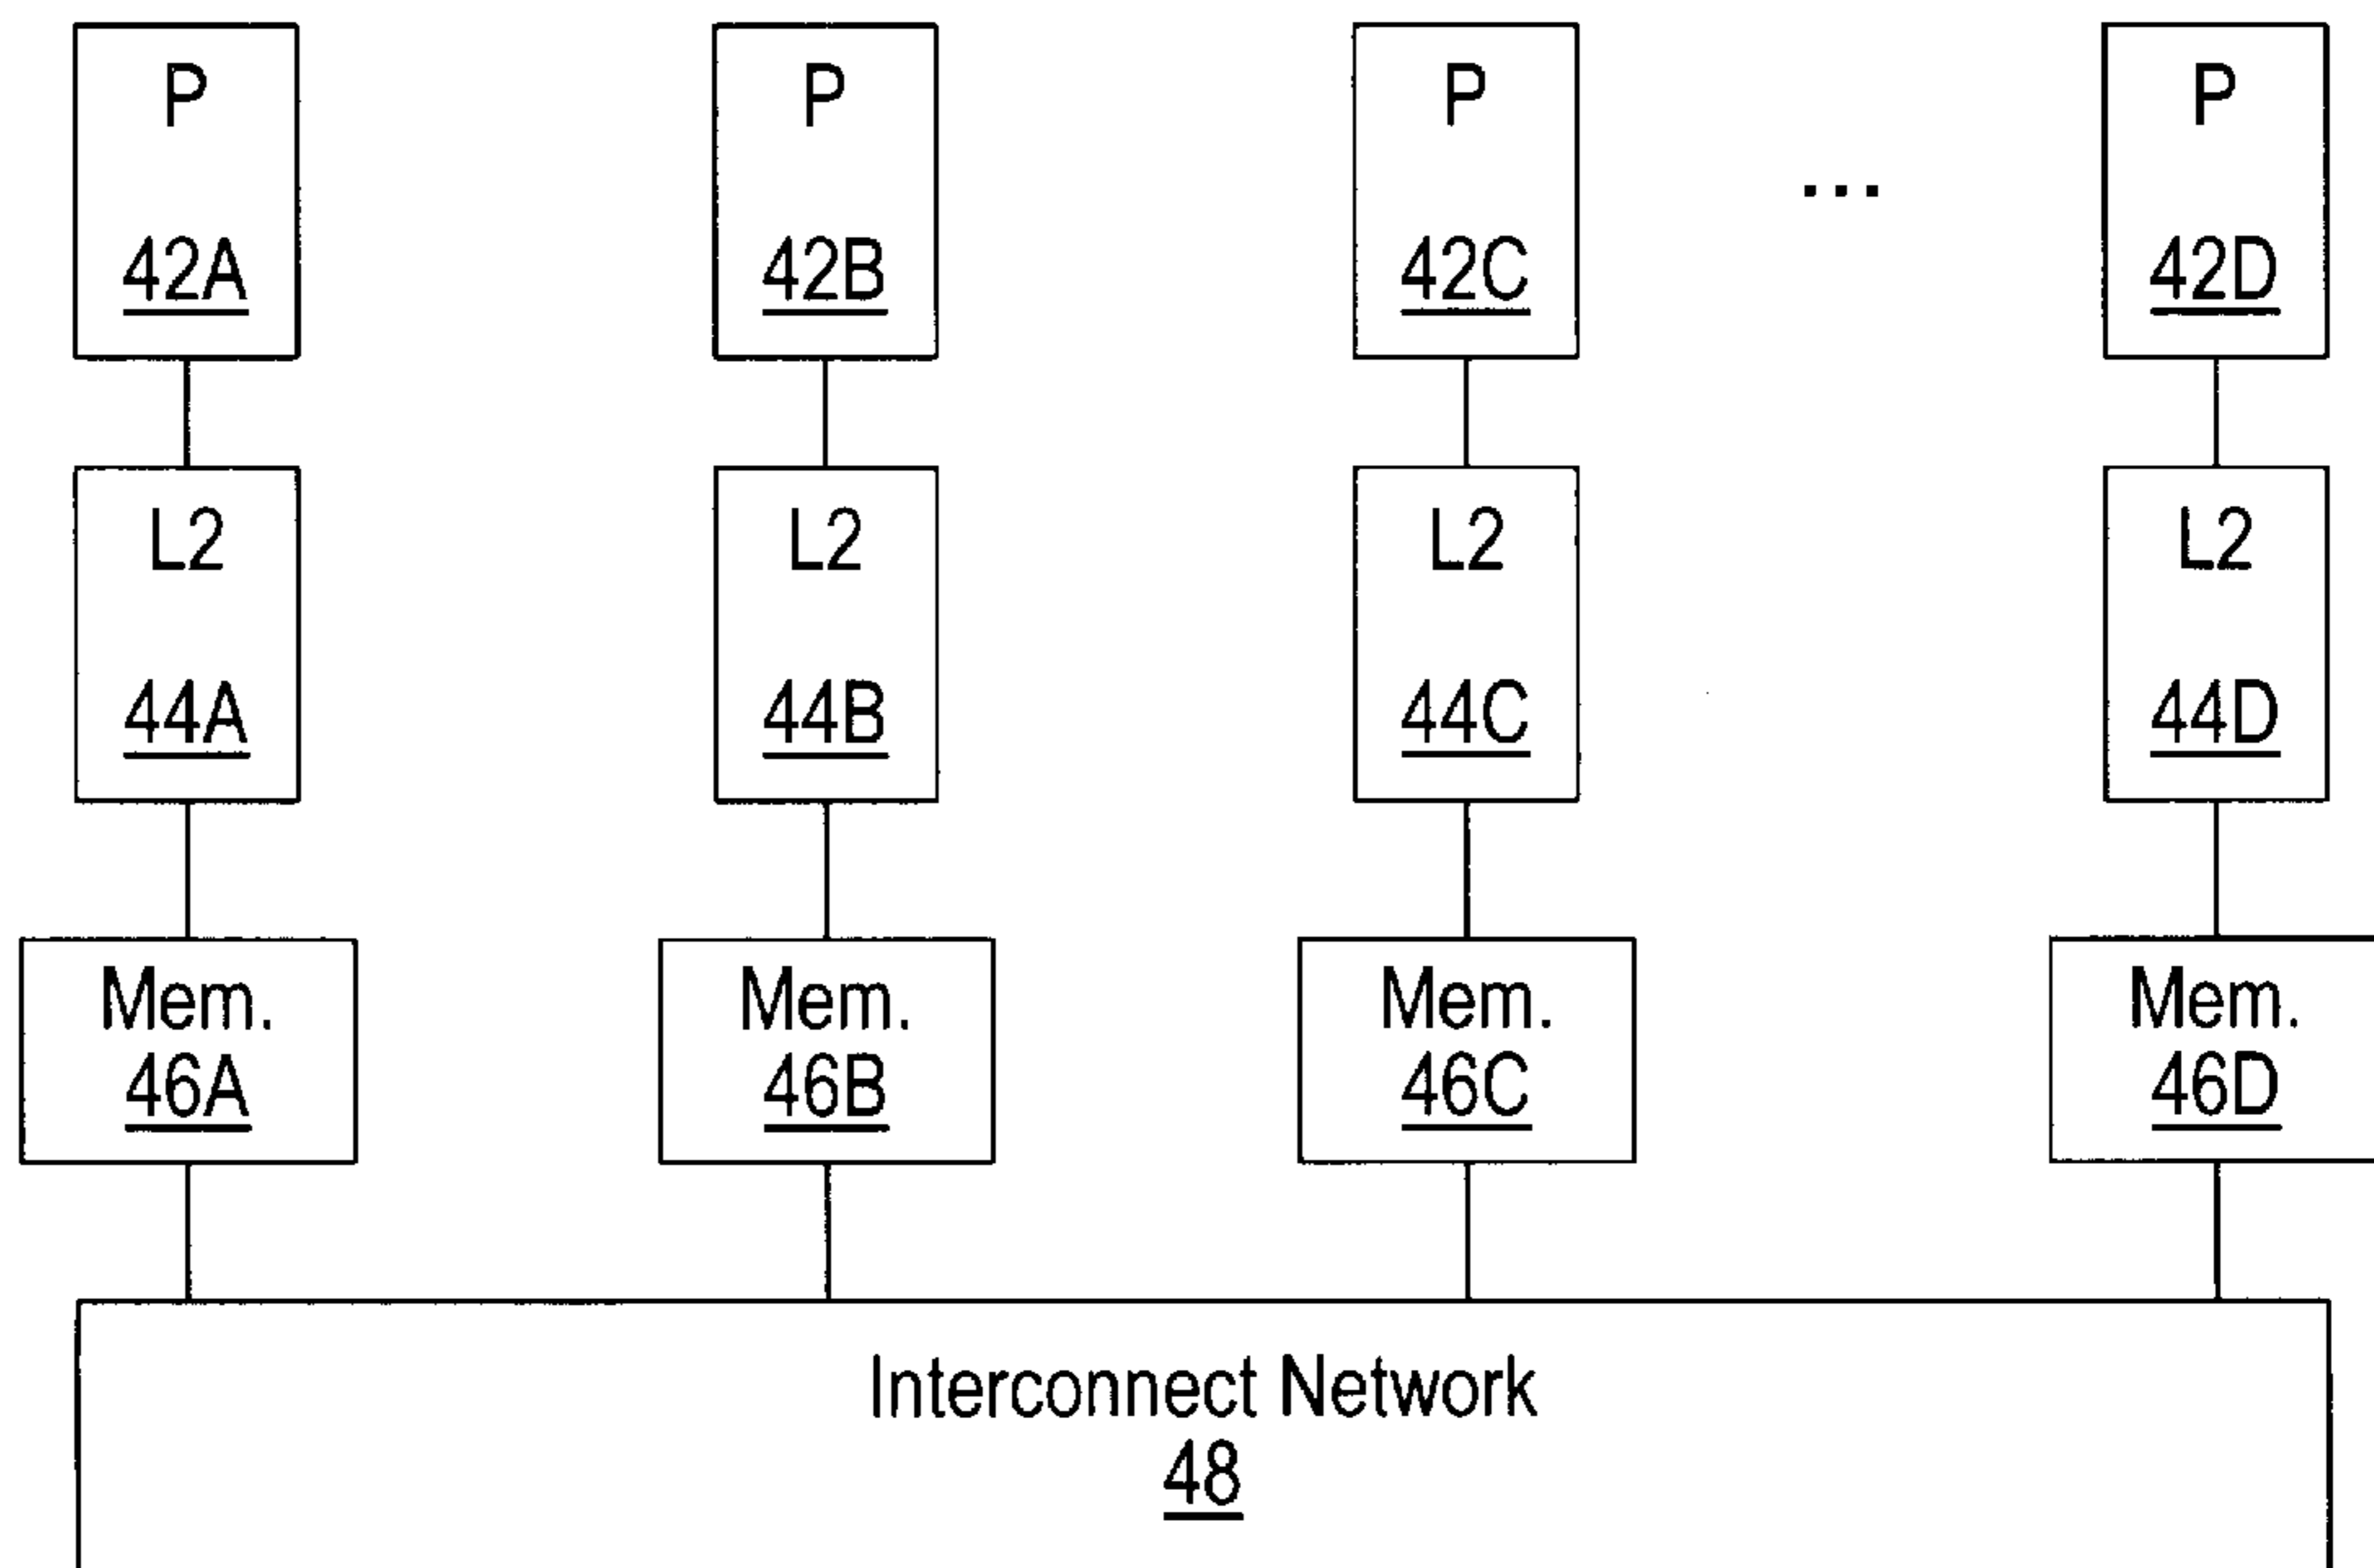 P P P P
...
42A 42B 42C 42D
L2 L2 L2 L2
44A 44B 44C 44D
Mem. Mem. Mem. Mem.
46A 46B 46C 46D
Interconnect Network
48